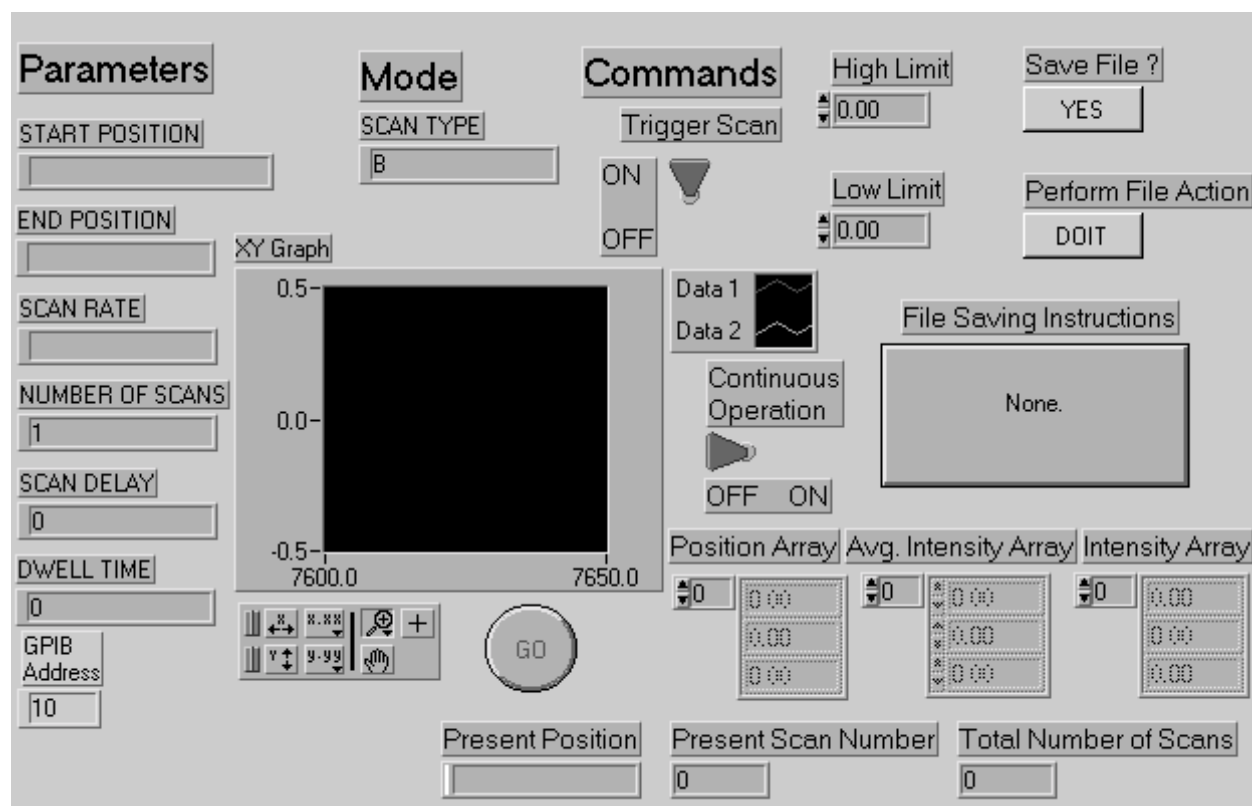 Parameters
START POSITION
END POSITION
SCAN RATE
NUMBER OF SCANS
1
SCAN DELAY
0
DWELL TIME
0
GPIB
Address
10
Mode
SCAN TYPE
B
Commands
Trigger Scan
ON
OFF
High Limit
0.00
Low Limit
0.00
Save File ?
YES
Perform File Action
DOIT
XY Graph
0.5
0.0
-0.5
7600.0
7650.0
Data 1
Data 2
Continuous
Operation
OFF ON
File Saving Instructions
None.
X
x.xx
Y
y.yy
GO
Position Array
0
0.00
0.00
0.00
Avg. Intensity Array
0
0.00
0.00
0.00
Intensity Array
0
0.00
0.00
0.00
Present Position
Present Scan Number
0
Total Number of Scans
0